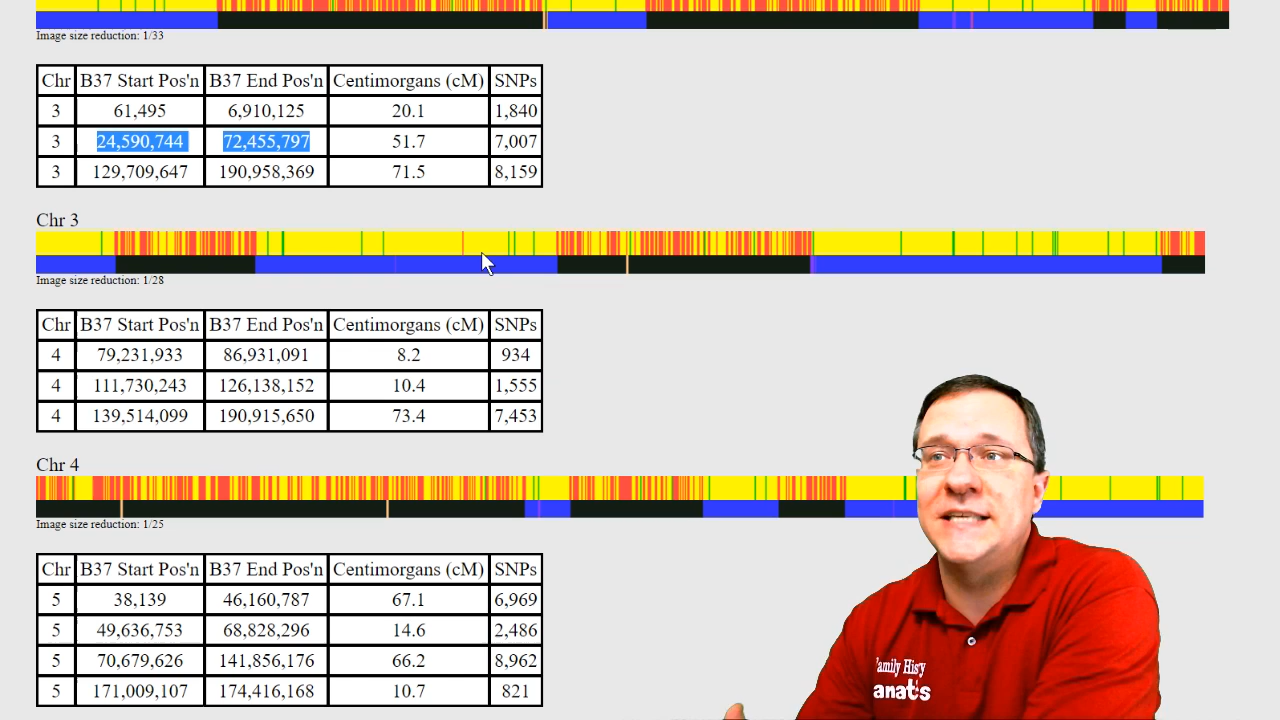 Image size reduction: 1/33
Chr B37 Start Pos'n B37 End Pos'n Centimorgans (cM) SNPs
3 61,495 6,910,125 20.1 1,840
3 24,590,744 72,455,797 51.7 7,007
3 129,709,647 190,958,369 71.5 8,159
Chr 3
Image size reduction: 1/28
Chr B37 Start Pos'n B37 End Pos'n Centimorgans (cM) SNPs
4 79,231,933 86,931,091 8.2 934
4 111,730,243 126,138,152 10.4 1,555
4 139,514,099 190,915,650 73.4 7,453
Chr 4
Image size reduction: 1/25
Chr B37 Start Pos'n B37 End Pos'n Centimorgans (cM) SNPs
5 38,139 46,160,787 67.1 6,969
5 49,636,753 68,828,296 14.6 2,486
5 70,679,626 141,856,176 66.2 8,962
5 171,009,107 174,416,168 10.7 821